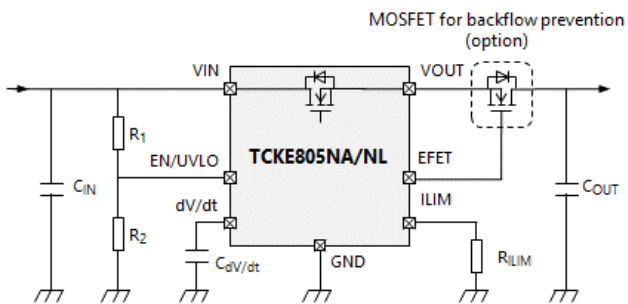 MOSFET for backflow prevention
(option)
VIN
VOUT
R1
EN/UVLO
TCKE805NA/NL
EFET
CIN
dV/dt
ILIM
COUT
R2
CdV/dt
GND
RILIM